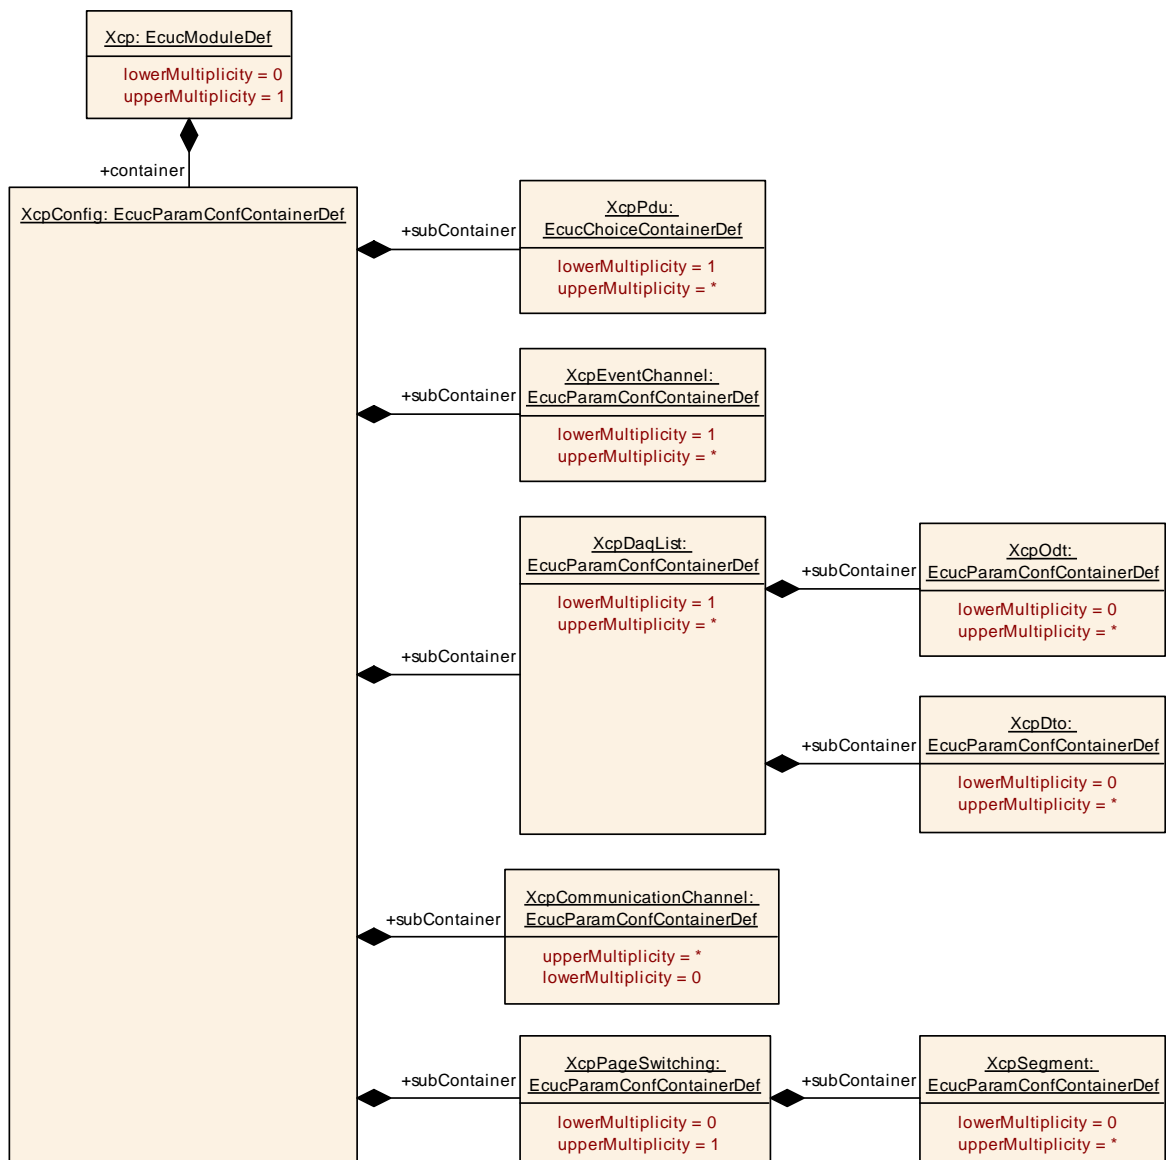 Xcp: EcucModuleDef
lowerMultiplicity = 0
upperMultiplicity = 1
+container
XcpConfig: EcucParamConfContainerDef
+subContainer
XcpPdu:
EcucChoiceContainerDef
lowerMultiplicity = 1
upperMultiplicity = *
+subContainer
XcpEventChannel:
EcucParamConfContainerDef
lowerMultiplicity = 1
upperMultiplicity = *
+subContainer
XcpDaqList:
EcucParamConfContainerDef
lowerMultiplicity = 1
upperMultiplicity = *
+subContainer
XcpOdt:
EcucParamConfContainerDef
lowerMultiplicity = 0
upperMultiplicity = *
+subContainer
XcpDto:
EcucParamConfContainerDef
lowerMultiplicity = 0
upperMultiplicity = *
+subContainer
XcpCommunicationChannel:
EcucParamConfContainerDef
upperMultiplicity = *
lowerMultiplicity = 0
+subContainer
XcpPageSwitching:
EcucParamConfContainerDef
lowerMultiplicity = 0
upperMultiplicity = 1
+subContainer
XcpSegment:
EcucParamConfContainerDef
lowerMultiplicity = 0
upperMultiplicity = *